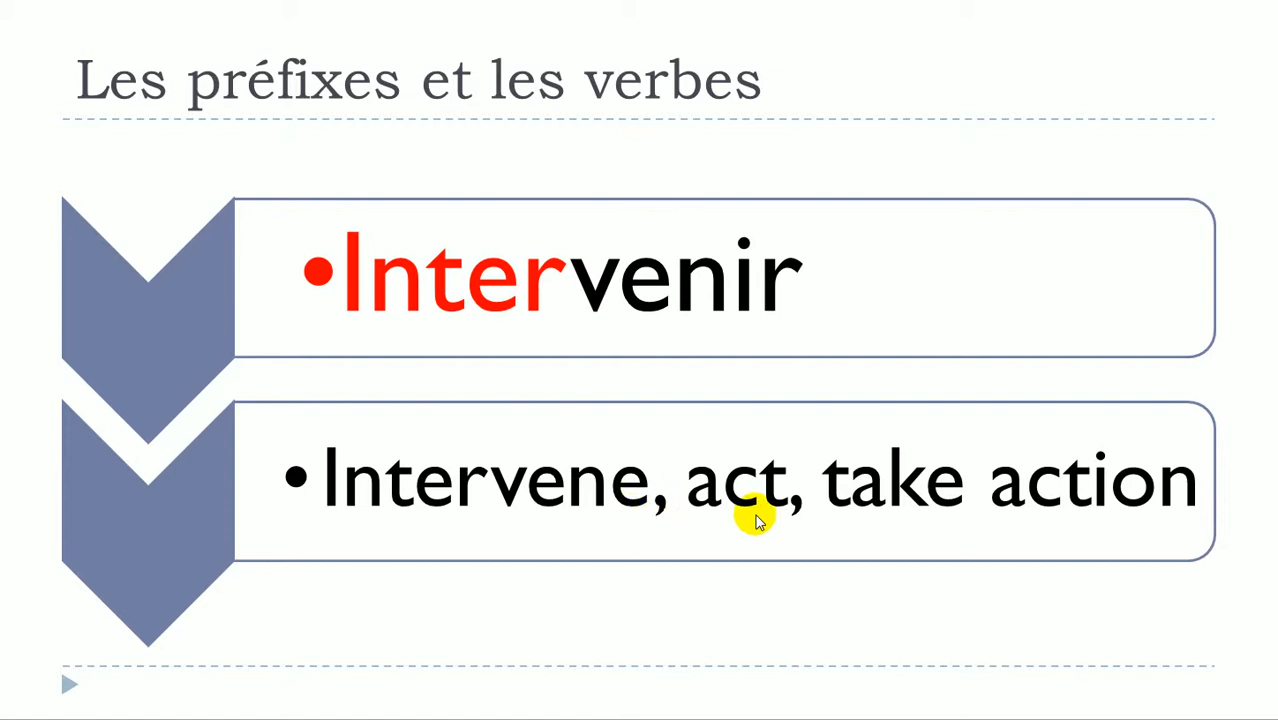 Les préfixes et les verbes
•Intervenir
•Intervene, act, take action